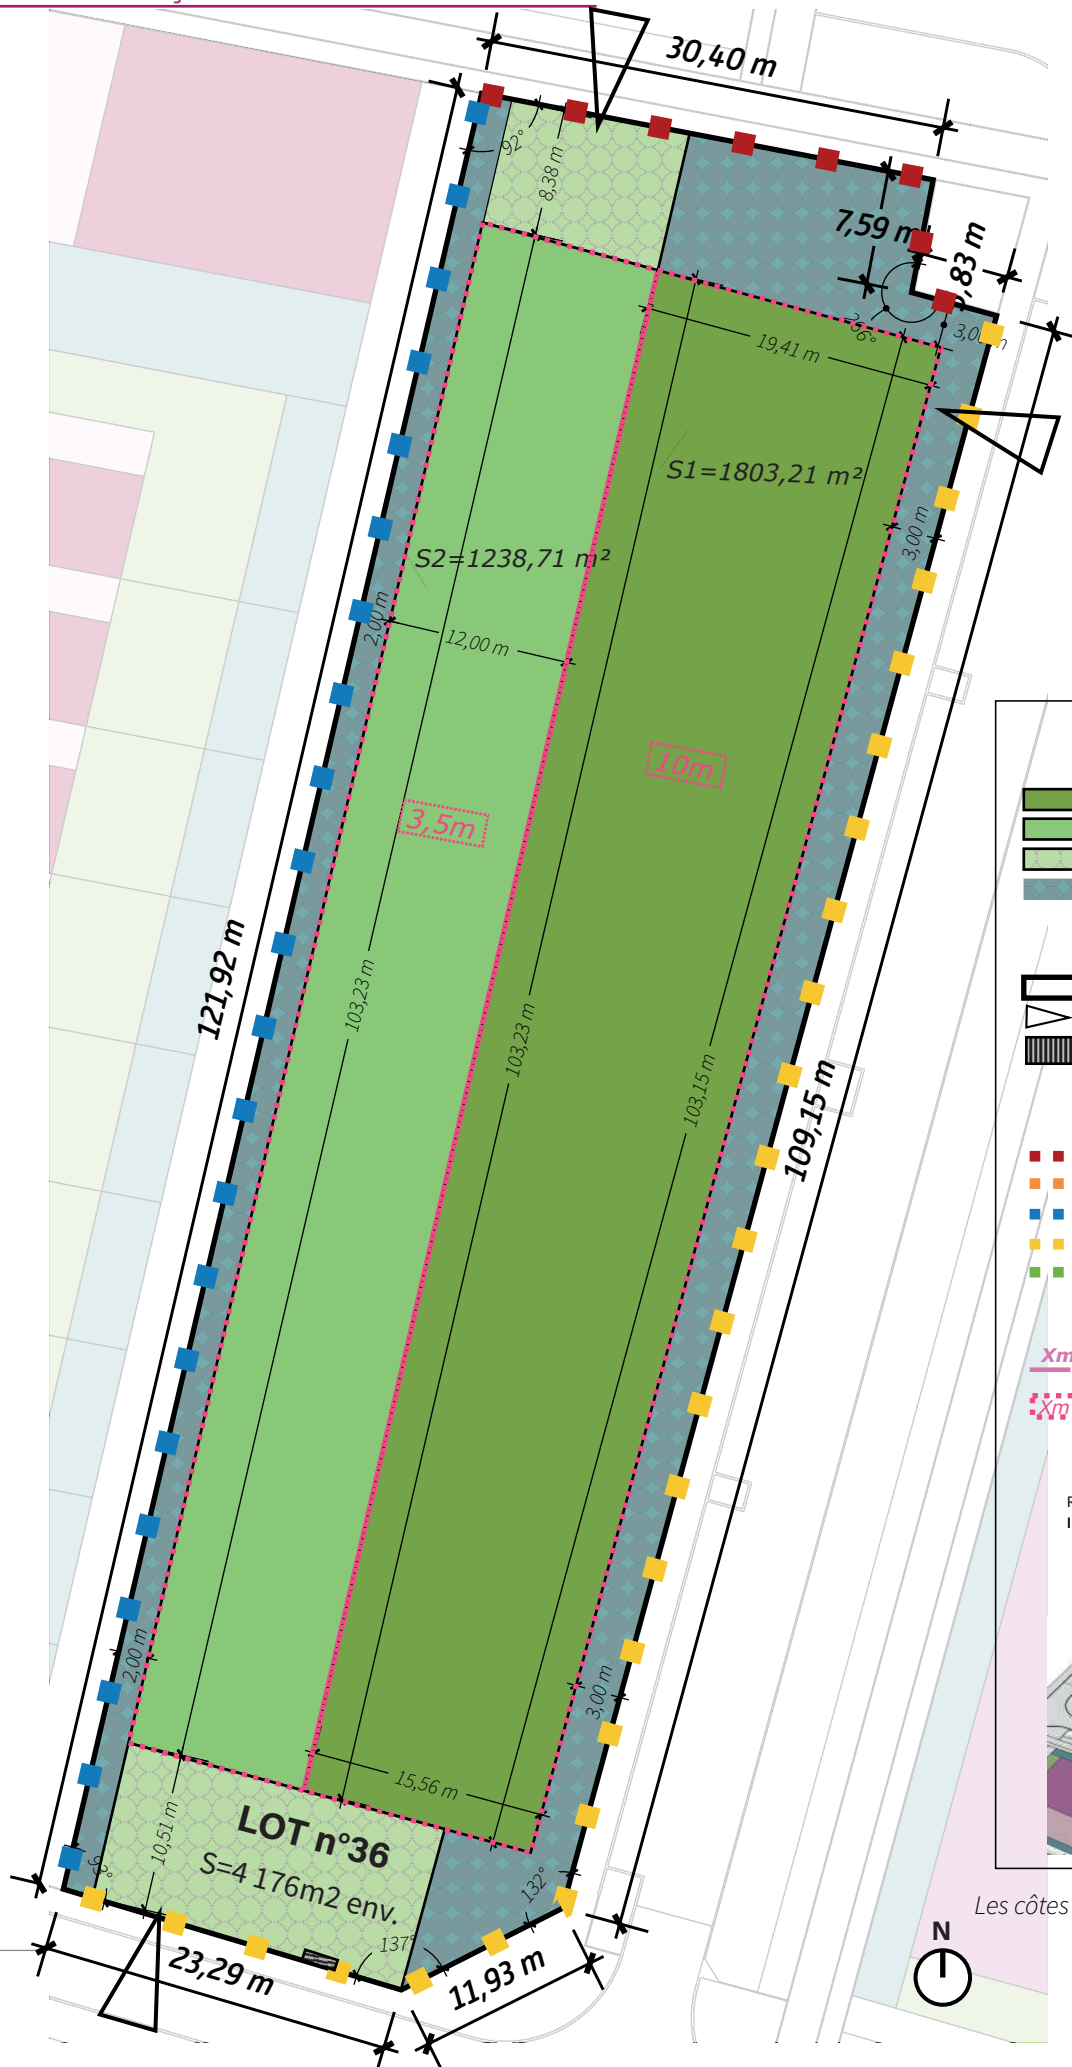 30,40 m
92°
8,38 m
7,59 m
,83 m
266°
19,41 m
S1=1803,21 m²
3,00 m
S2=1238,71 m²
2,00 m
12,00 m
10m
3,5m
121,92 m
103,23 m
103,23 m
103,15 m
109,15 m
Xm
Xm
2,00 m
3,00 m
15,56 m
10,51 m
LOT n°36
S=4 176m2 env.
132°
137°
23,29 m
11,93 m
Les côtes
N